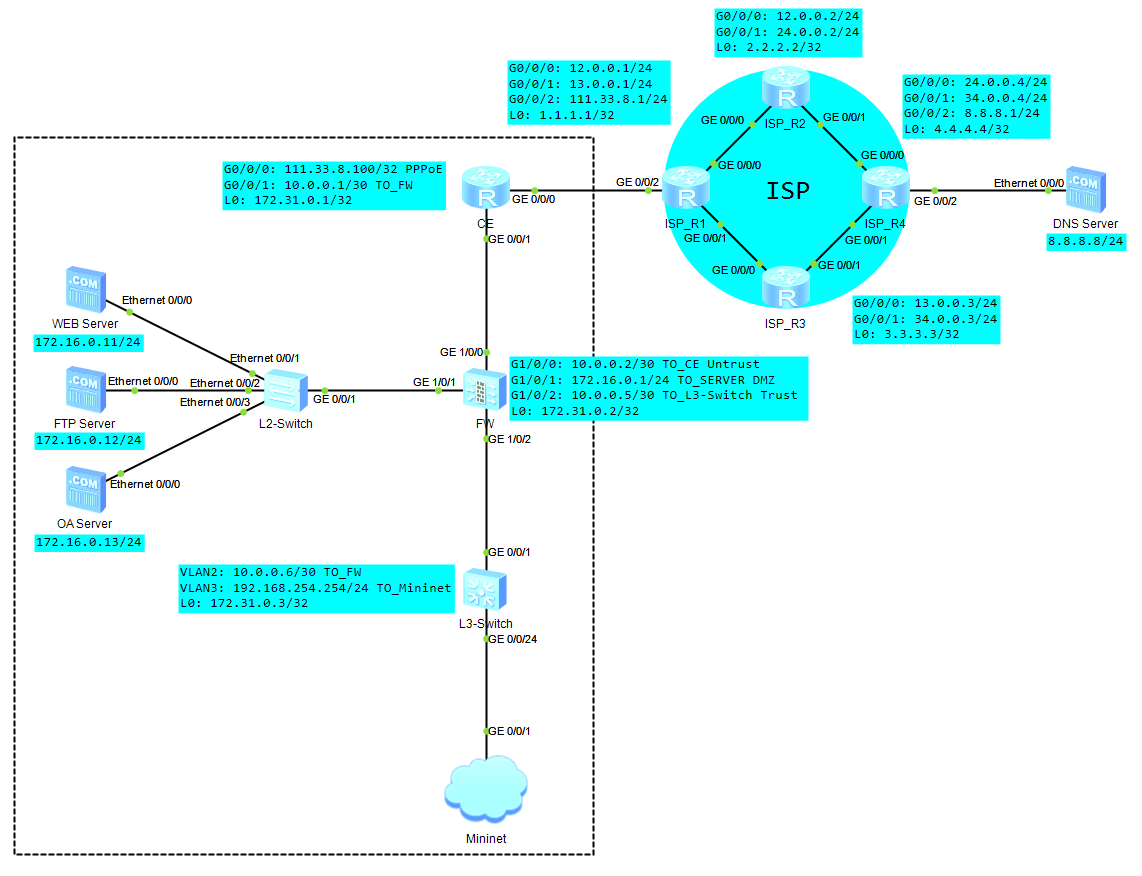 G0/0/0: 12.0.0.2/24
G0/0/1: 24.0.0.2/24
L0: 2.2.2.2/32
G0/0/0: 12.0.0.1/24
G0/0/1: 13.0.0.1/24
G0/0/2: 111.33.8.1/24
L0: 1.1.1.1/32
G0/0/0: 24.0.0.4/24
G0/0/1: 34.0.0.4/24
G0/0/2: 8.8.8.1/24
L0: 4.4.4.4/32
R
ISP_R2
GE 0/0/0
GE 0/0/1
GE 0/0/0
GE 0/0/0
G0/0/0: 111.33.8.100/32 PPPoE
G0/0/1: 10.0.0.1/30 TO_FW
L0: 172.31.0.1/32
R
CE
GE 0/0/0
GE 0/0/1
GE 0/0/2
R
ISP_R1
GE 0/0/1
ISP
R
ISP_R4
GE 0/0/2
GE 0/0/1
Ethernet 0/0/0
.COM
DNS Server
8.8.8.8/24
GE 0/0/0
GE 0/0/1
R
ISP_R3
G0/0/0: 13.0.0.3/24
G0/0/1: 34.0.0.3/24
L0: 3.3.3.3/32
.COM
WEB Server
172.16.0.11/24
Ethernet 0/0/0
Ethernet 0/0/1
.COM
FTP Server
172.16.0.12/24
Ethernet 0/0/0
Ethernet 0/0/2
Ethernet 0/0/3
L2-Switch
GE 0/0/1
GE 1/0/1
GE 1/0/0
FW
GE 1/0/2
G1/0/0: 10.0.0.2/30 TO_CE Untrust
G1/0/1: 172.16.0.1/24 TO_SERVER DMZ
G1/0/2: 10.0.0.5/30 TO_L3-Switch Trust
L0: 172.31.0.2/32
.COM
Ethernet 0/0/0
OA Server
172.16.0.13/24
GE 0/0/1
VLAN2: 10.0.0.6/30 TO_FW
VLAN3: 192.168.254.254/24 TO_Mininet
L0: 172.31.0.3/32
L3-Switch
GE 0/0/24
GE 0/0/1
Mininet